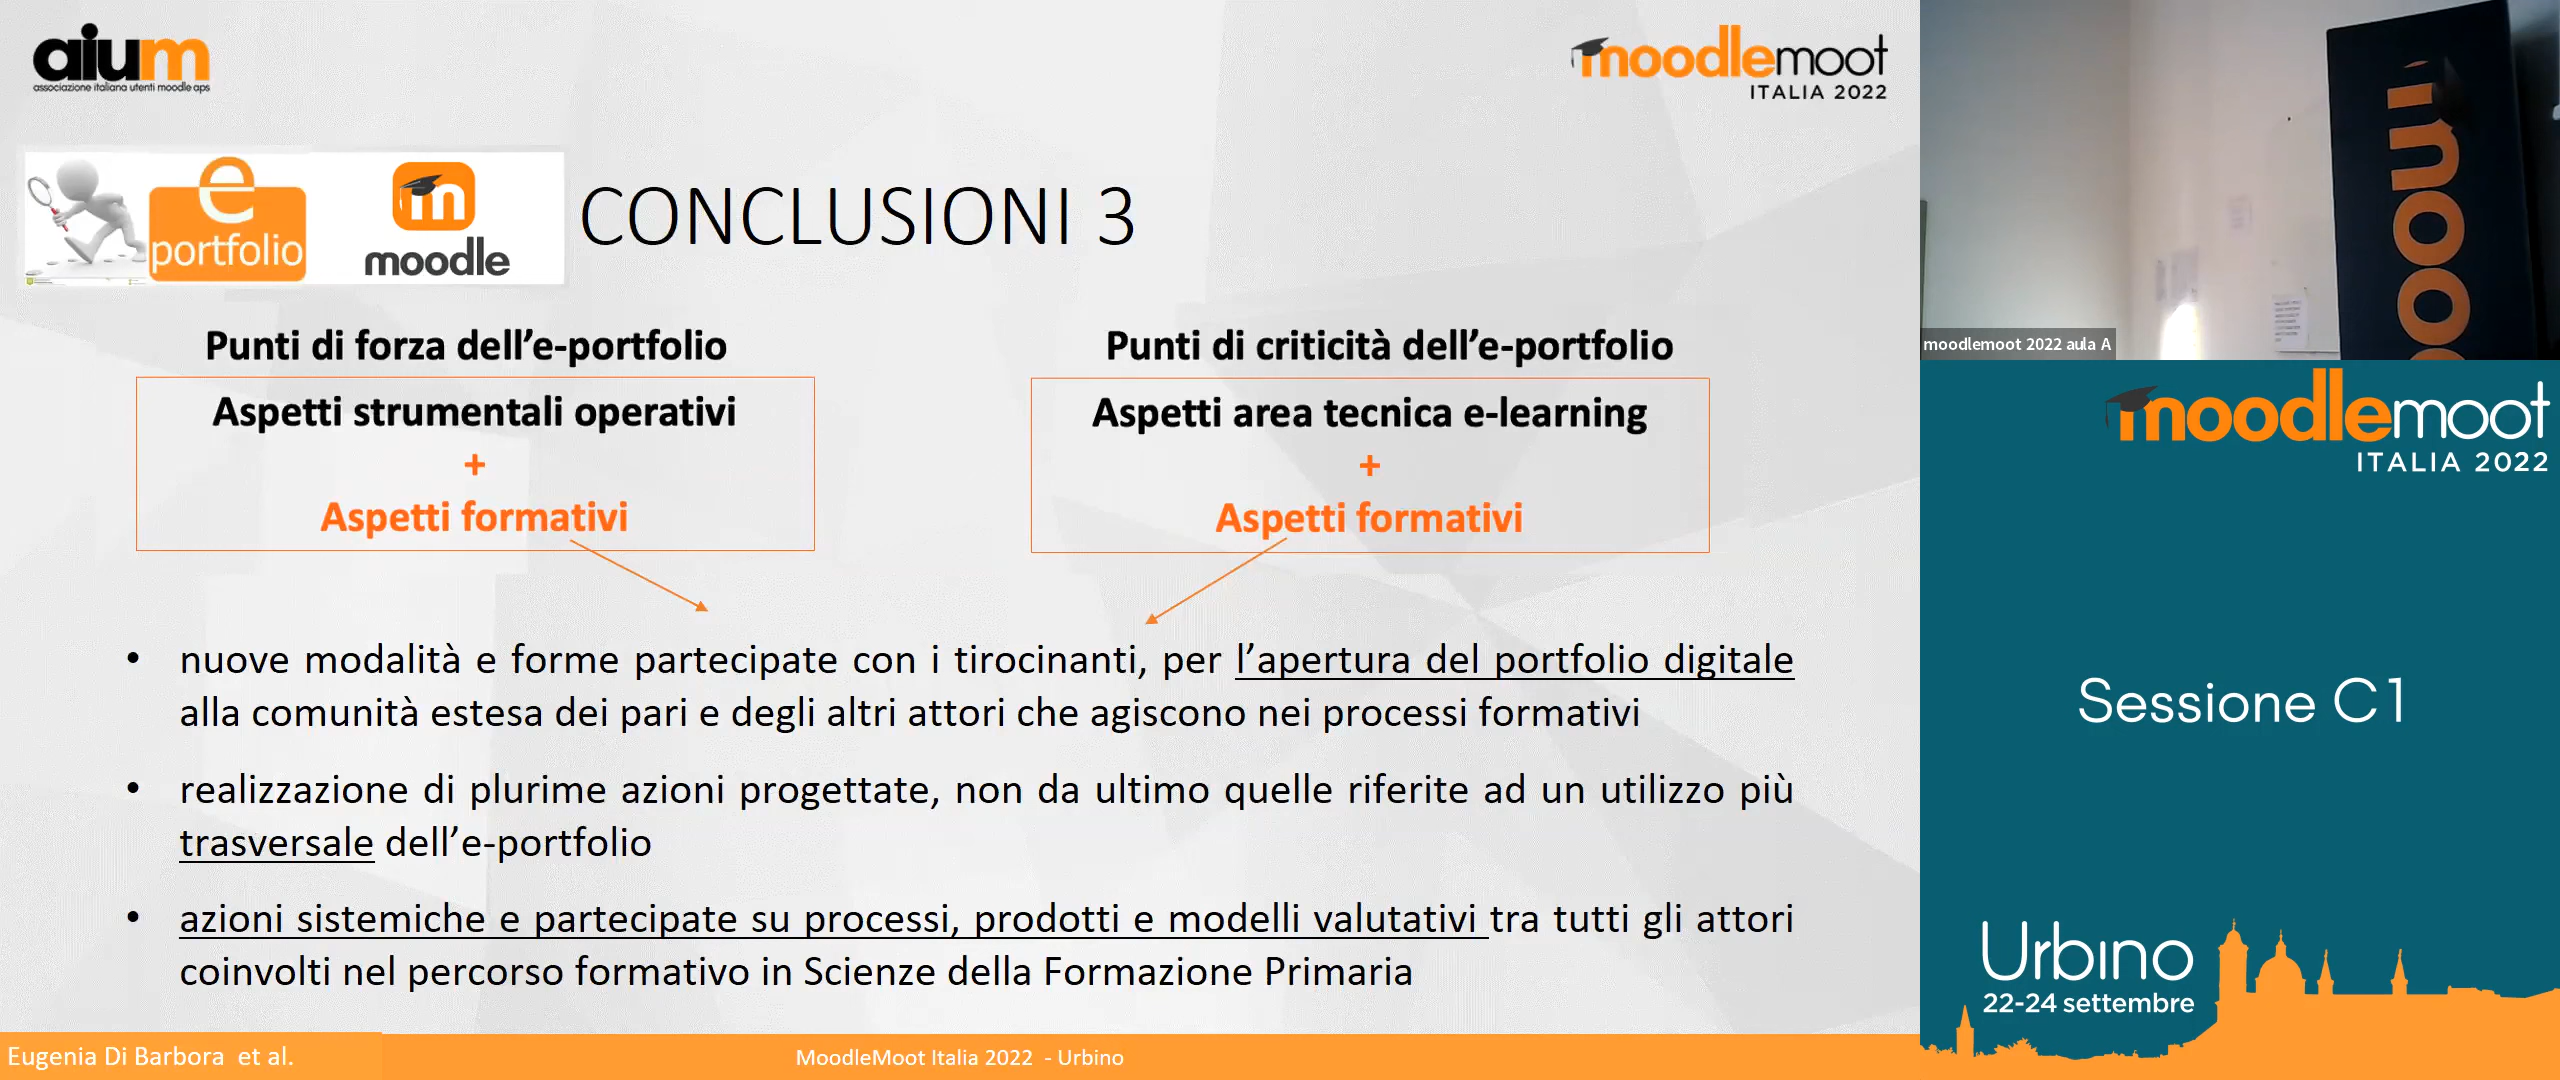 aium
associazione italiana utenti moodle aps
moodlemoot
ITALIA 2022
e
portfolio
m
moodle
CONCLUSIONI 3
Punti di forza dell’e-portfolio
Aspetti strumentali operativi
+
Aspetti formativi
Punti di criticità dell’e-portfolio
Aspetti area tecnica e-learning
+
Aspetti formativi
• nuove modalità e forme partecipate con i tirocinanti, per l’apertura del portfolio digitale
alla comunità estesa dei pari e degli altri attori che agiscono nei processi formativi
• realizzazione di plurime azioni progettate, non da ultimo quelle riferite ad un utilizzo più
trasversale dell’e-portfolio
• azioni sistemiche e partecipate su processi, prodotti e modelli valutativi tra tutti gli attori
coinvolti nel percorso formativo in Scienze della Formazione Primaria
Eugenia Di Barbora et al.
MoodleMoot Italia 2022 - Urbino
moodlemoot 2022 aula A
moodlemoot
ITALIA 2022
Sessione C1
Urbino
22-24 settembre